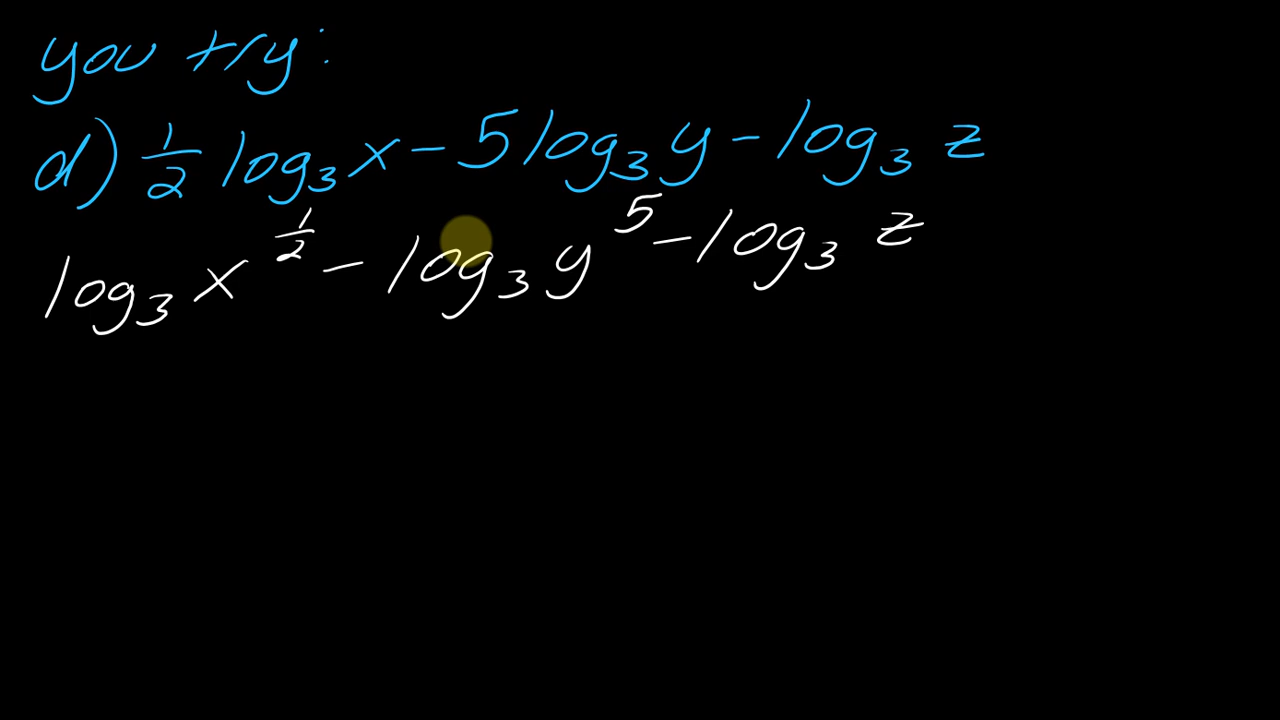 you try:
d) 1/2 log₃ x - 5 log₃ y - log₃ z
log₃ x^(1/2) - log₃ y⁵ - log₃ z